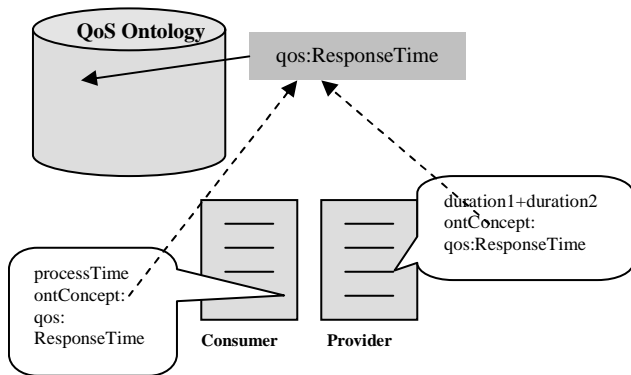 QoS Ontology
qos:ResponseTime
duration1+duration2
ontConcept:
qos:ResponseTime
processTime
ontConcept:
qos:
ResponseTime
Consumer
Provider